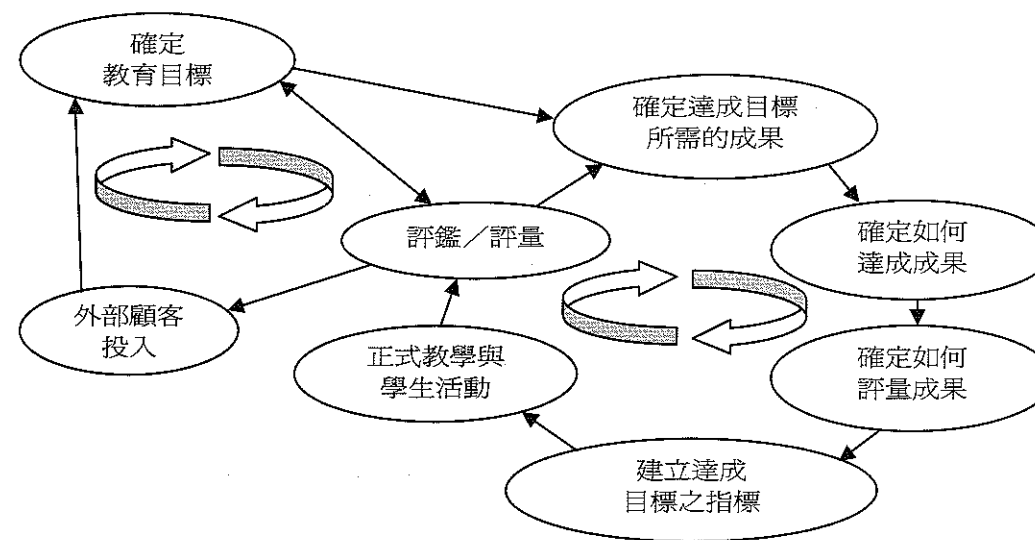 確定
教育目標
確定達成目標
所需的成果
評鑑／評量
確定如何
達成成果
外部顧客
投入
正式教學與
學生活動
確定如何
評量成果
建立達成
目標之指標